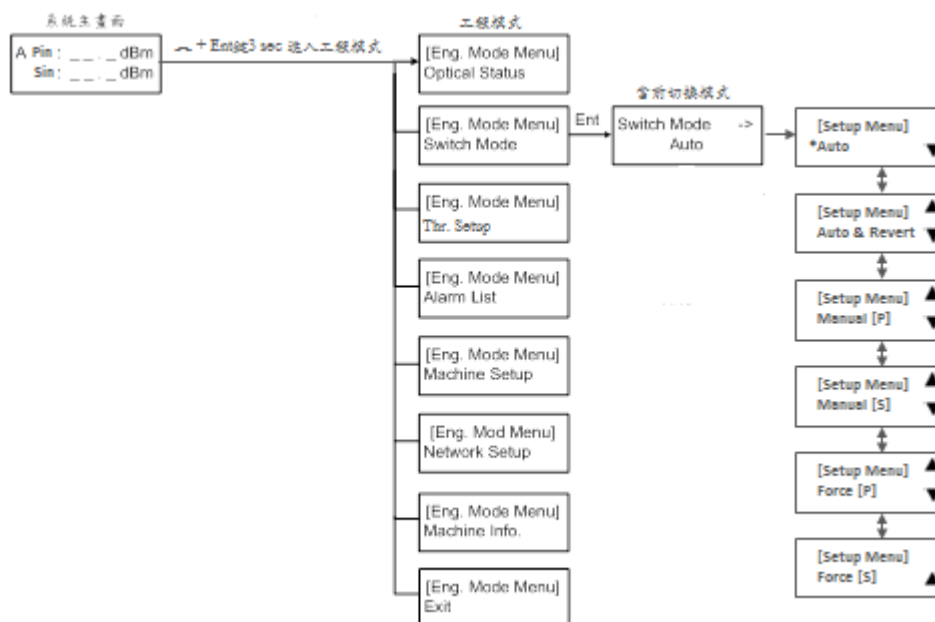 系統主畫面
A Pin: _ _ . _ dBm
Sin: _ _ . _ dBm
︿ + Ent鍵3 sec 進入工程模式
工程模式
[Eng. Mode Menu]
Optical Status
[Eng. Mode Menu]
Switch Mode
Ent
當前切換模式
Switch Mode ->
Auto
[Eng. Mode Menu]
Thr. Setup
[Eng. Mode Menu]
Alarm List
[Eng. Mode Menu]
Machine Setup
[Eng. Mod Menu]
Network Setup
[Eng. Mode Menu]
Machine Info.
[Eng. Mode Menu]
Exit
[Setup Menu]
*Auto ▼
[Setup Menu] ▲
Auto & Revert ▼
[Setup Menu] ▲
Manual [P] ▼
[Setup Menu] ▲
Manual [S] ▼
[Setup Menu] ▲
Force [P] ▼
[Setup Menu]
Force [S] ▲